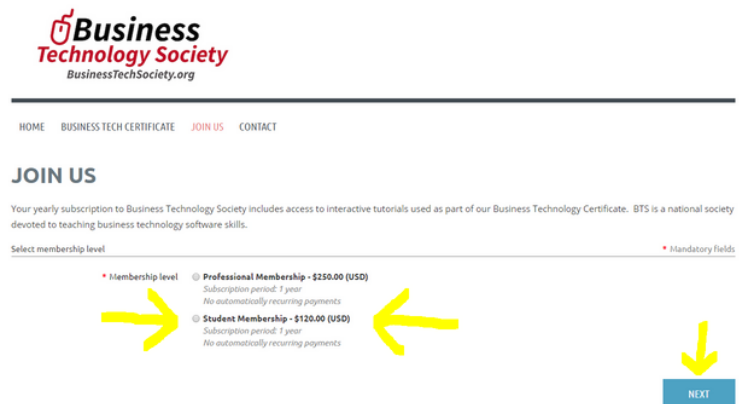 Business
Technology Society
BusinessTechSociety.org
HOME BUSINESS TECH CERTIFICATE JOIN US CONTACT
JOIN US
Your yearly subscription to Business Technology Society includes access to interactive tutorials used as part of our Business Technology Certificate. BTS is a national society
devoted to teaching business technology software skills.
Select membership level * Mandatory fields
* Membership level Professional Membership - $250.00 (USD)
Subscription period: 1 year
No automatically recurring payments
Student Membership - $120.00 (USD)
Subscription period: 1 year
No automatically recurring payments
NEXT